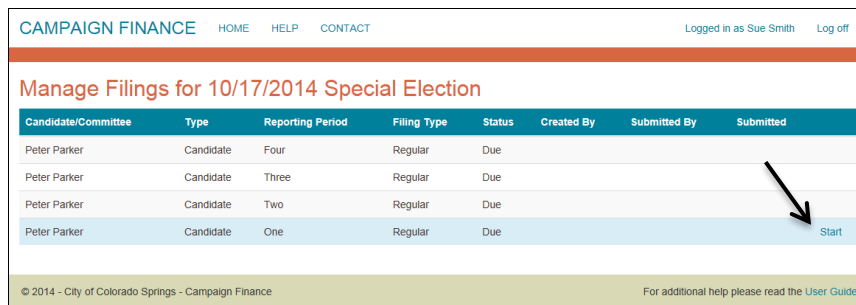 CAMPAIGN FINANCE HOME HELP CONTACT Logged in as Sue Smith Log off
Manage Filings for 10/17/2014 Special Election
Candidate/Committee Type Reporting Period Filing Type Status Created By Submitted By Submitted
Peter Parker Candidate Four Regular Due
Peter Parker Candidate Three Regular Due
Peter Parker Candidate Two Regular Due
Peter Parker Candidate One Regular Due Start
© 2014 - City of Colorado Springs - Campaign Finance For additional help please read the User Guide